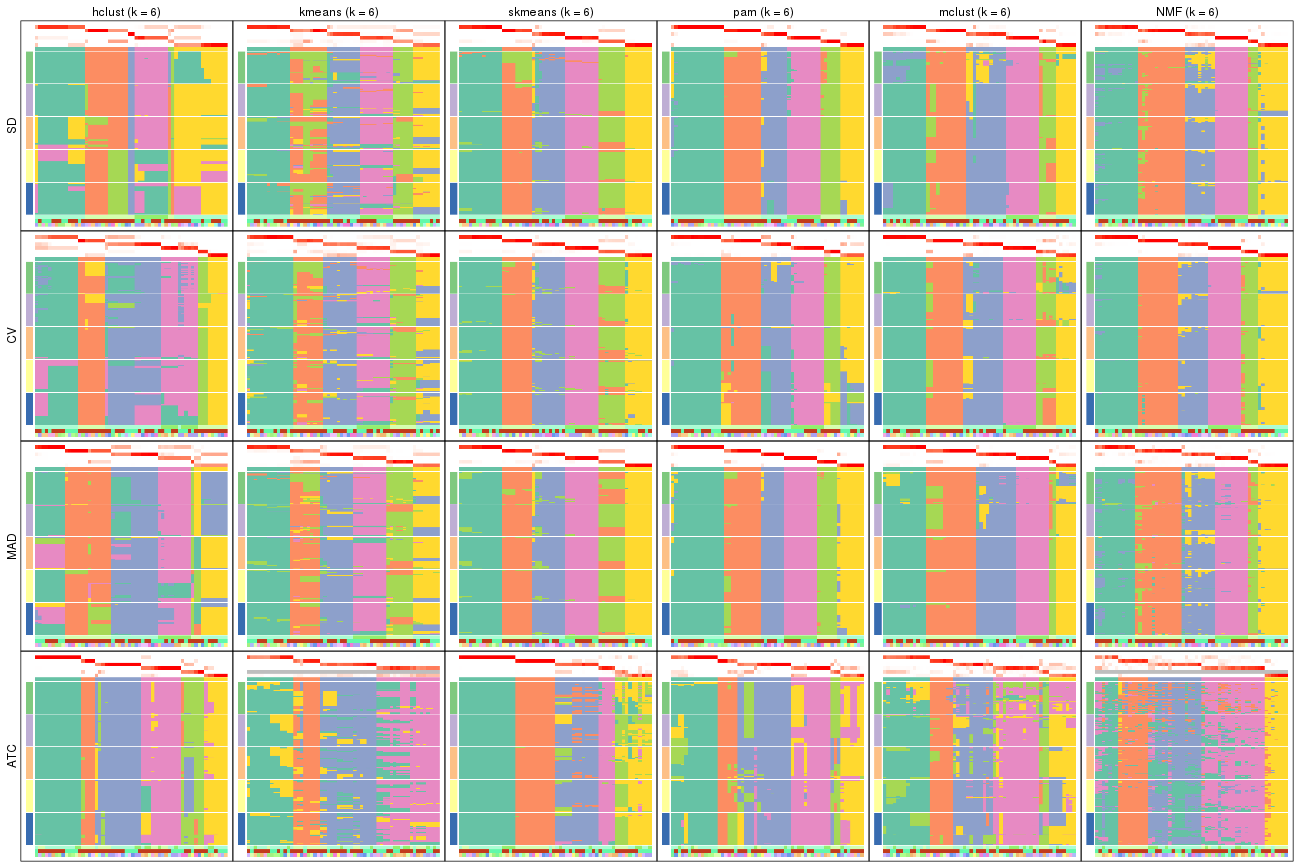 hclust (k = 6) kmeans (k = 6) skmeans (k = 6) pam (k = 6) mclust (k = 6) NMF (k = 6)
SD
CV
MAD
ATC